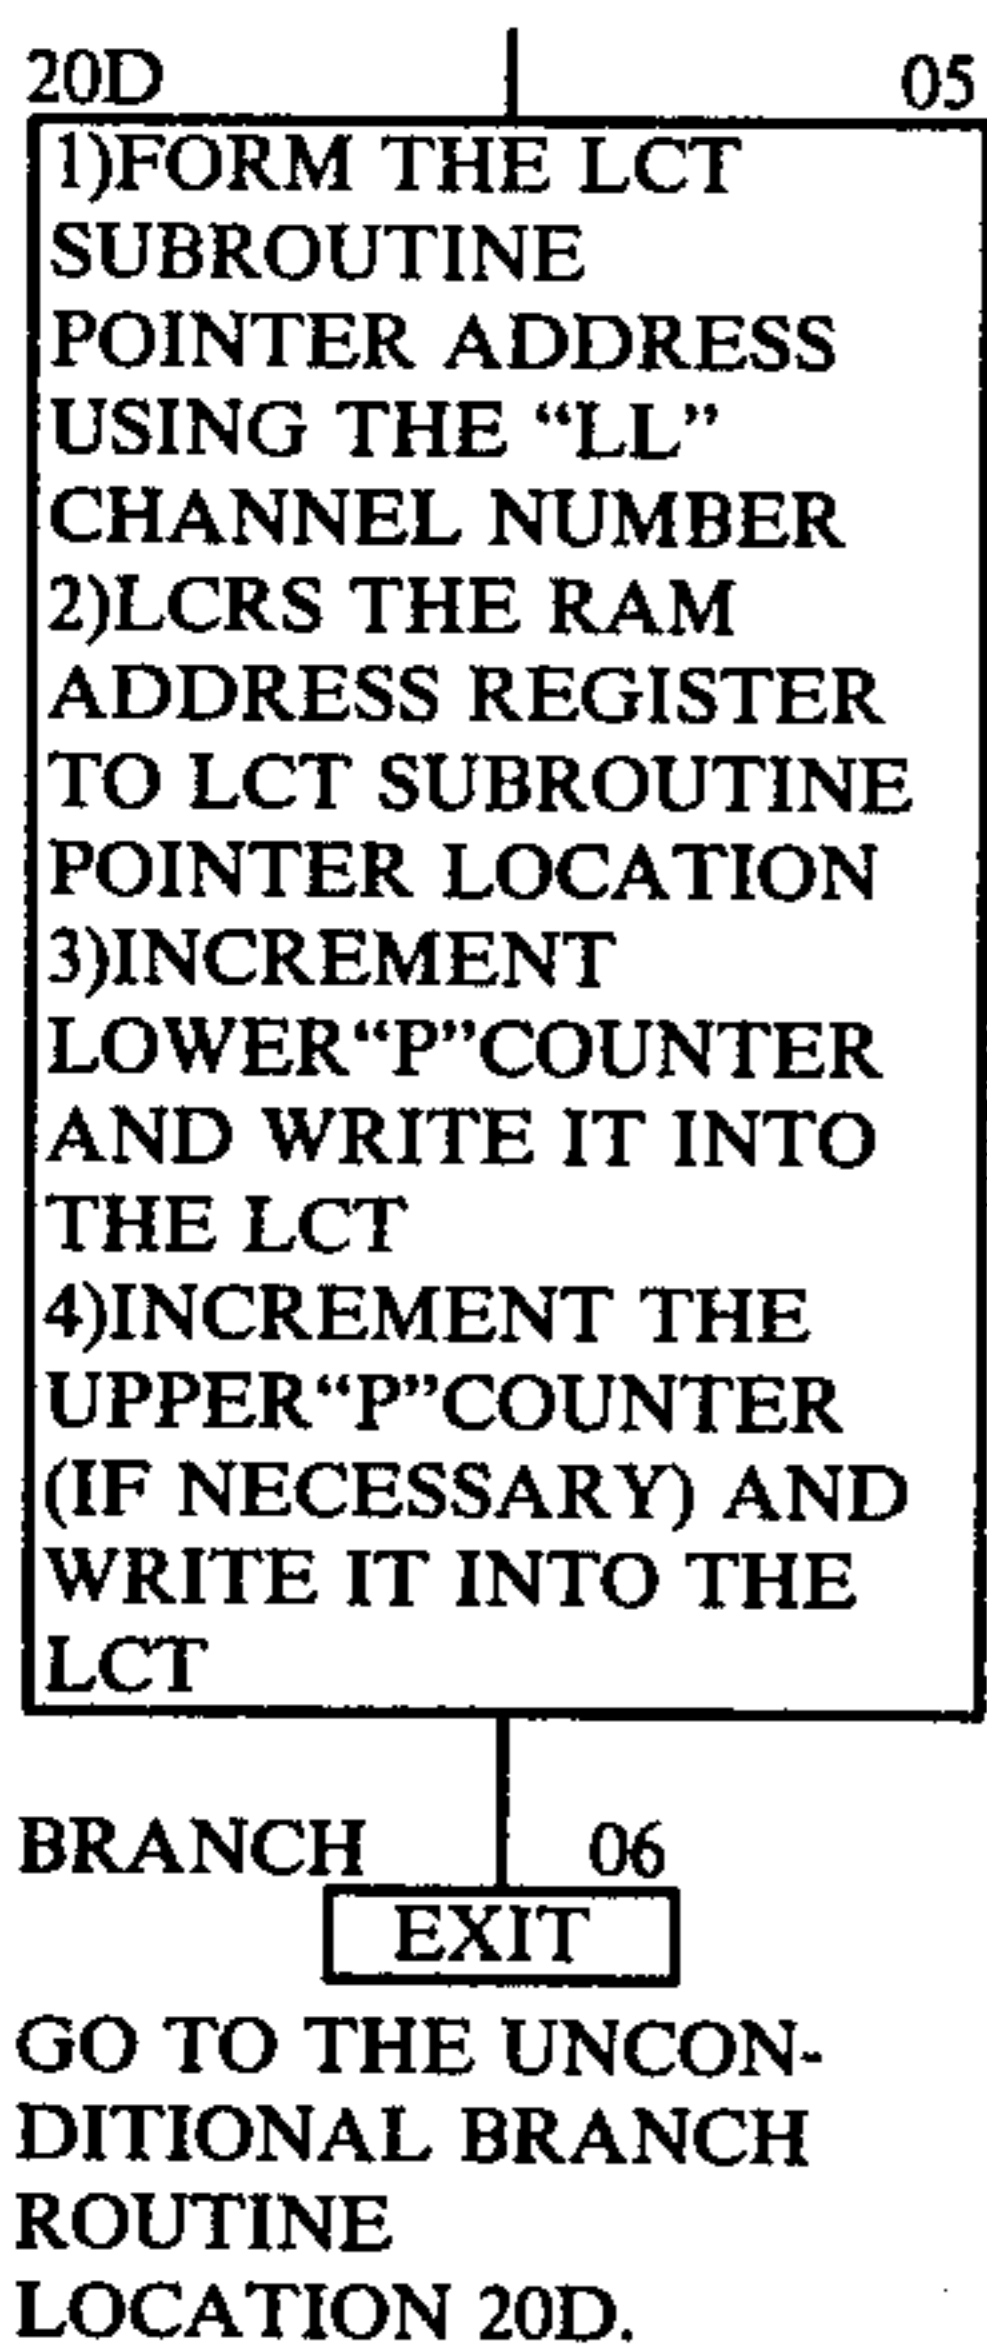 20D 05
1)FORM THE LCT
SUBROUTINE
POINTER ADDRESS
USING THE “LL”
CHANNEL NUMBER
2)LCRS THE RAM
ADDRESS REGISTER
TO LCT SUBROUTINE
POINTER LOCATION
3)INCREMENT
LOWER“P”COUNTER
AND WRITE IT INTO
THE LCT
4)INCREMENT THE
UPPER“P”COUNTER
(IF NECESSARY) AND
WRITE IT INTO THE
LCT
BRANCH 06
EXIT
GO TO THE UNCON-
DITIONAL BRANCH
ROUTINE
LOCATION 20D.